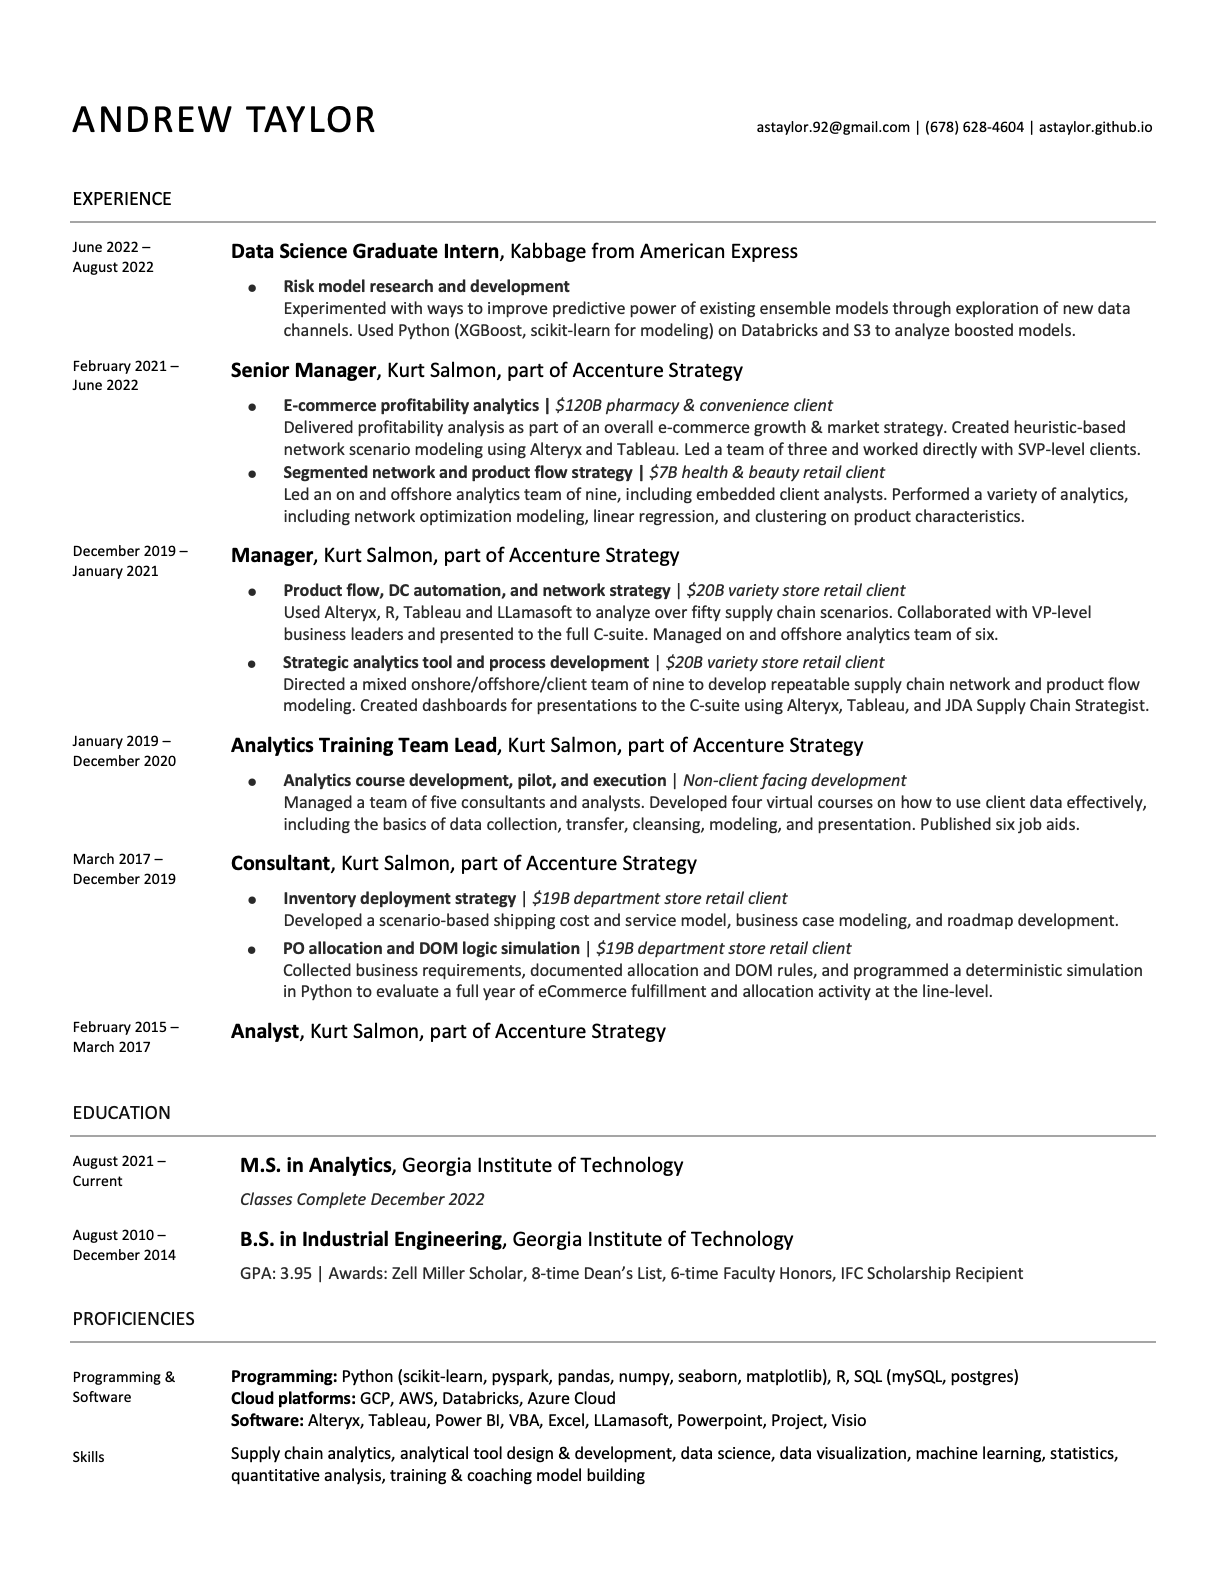 ANDREW TAYLOR
astaylor.92@gmail.com | (678) 628-4604 | astaylor.github.io
EXPERIENCE
June 2022 –
August 2022
Data Science Graduate Intern, Kabbage from American Express
● Risk model research and development
Experimented with ways to improve predictive power of existing ensemble models through exploration of new data
channels. Used Python (XGBoost, scikit-learn for modeling) on Databricks and S3 to analyze boosted models.
February 2021 –
June 2022
Senior Manager, Kurt Salmon, part of Accenture Strategy
● E-commerce profitability analytics | $120B pharmacy & convenience client
Delivered profitability analysis as part of an overall e-commerce growth & market strategy. Created heuristic-based
network scenario modeling using Alteryx and Tableau. Led a team of three and worked directly with SVP-level clients.
● Segmented network and product flow strategy | $7B health & beauty retail client
Led an on and offshore analytics team of nine, including embedded client analysts. Performed a variety of analytics,
including network optimization modeling, linear regression, and clustering on product characteristics.
December 2019 –
January 2021
Manager, Kurt Salmon, part of Accenture Strategy
● Product flow, DC automation, and network strategy | $20B variety store retail client
Used Alteryx, R, Tableau and LLamasoft to analyze over fifty supply chain scenarios. Collaborated with VP-level
business leaders and presented to the full C-suite. Managed on and offshore analytics team of six.
● Strategic analytics tool and process development | $20B variety store retail client
Directed a mixed onshore/offshore/client team of nine to develop repeatable supply chain network and product flow
modeling. Created dashboards for presentations to the C-suite using Alteryx, Tableau, and JDA Supply Chain Strategist.
January 2019 –
December 2020
Analytics Training Team Lead, Kurt Salmon, part of Accenture Strategy
● Analytics course development, pilot, and execution | Non-client facing development
Managed a team of five consultants and analysts. Developed four virtual courses on how to use client data effectively,
including the basics of data collection, transfer, cleansing, modeling, and presentation. Published six job aids.
March 2017 –
December 2019
Consultant, Kurt Salmon, part of Accenture Strategy
● Inventory deployment strategy | $19B department store retail client
Developed a scenario-based shipping cost and service model, business case modeling, and roadmap development.
● PO allocation and DOM logic simulation | $19B department store retail client
Collected business requirements, documented allocation and DOM rules, and programmed a deterministic simulation
in Python to evaluate a full year of eCommerce fulfillment and allocation activity at the line-level.
February 2015 –
March 2017
Analyst, Kurt Salmon, part of Accenture Strategy
EDUCATION
August 2021 –
Current
M.S. in Analytics, Georgia Institute of Technology
Classes Complete December 2022
August 2010 –
December 2014
B.S. in Industrial Engineering, Georgia Institute of Technology
GPA: 3.95 | Awards: Zell Miller Scholar, 8-time Dean’s List, 6-time Faculty Honors, IFC Scholarship Recipient
PROFICIENCIES
Programming &
Software
Programming: Python (scikit-learn, pyspark, pandas, numpy, seaborn, matplotlib), R, SQL (mySQL, postgres)
Cloud platforms: GCP, AWS, Databricks, Azure Cloud
Software: Alteryx, Tableau, Power BI, VBA, Excel, LLamasoft, Powerpoint, Project, Visio
Skills
Supply chain analytics, analytical tool design & development, data science, data visualization, machine learning, statistics,
quantitative analysis, training & coaching model building